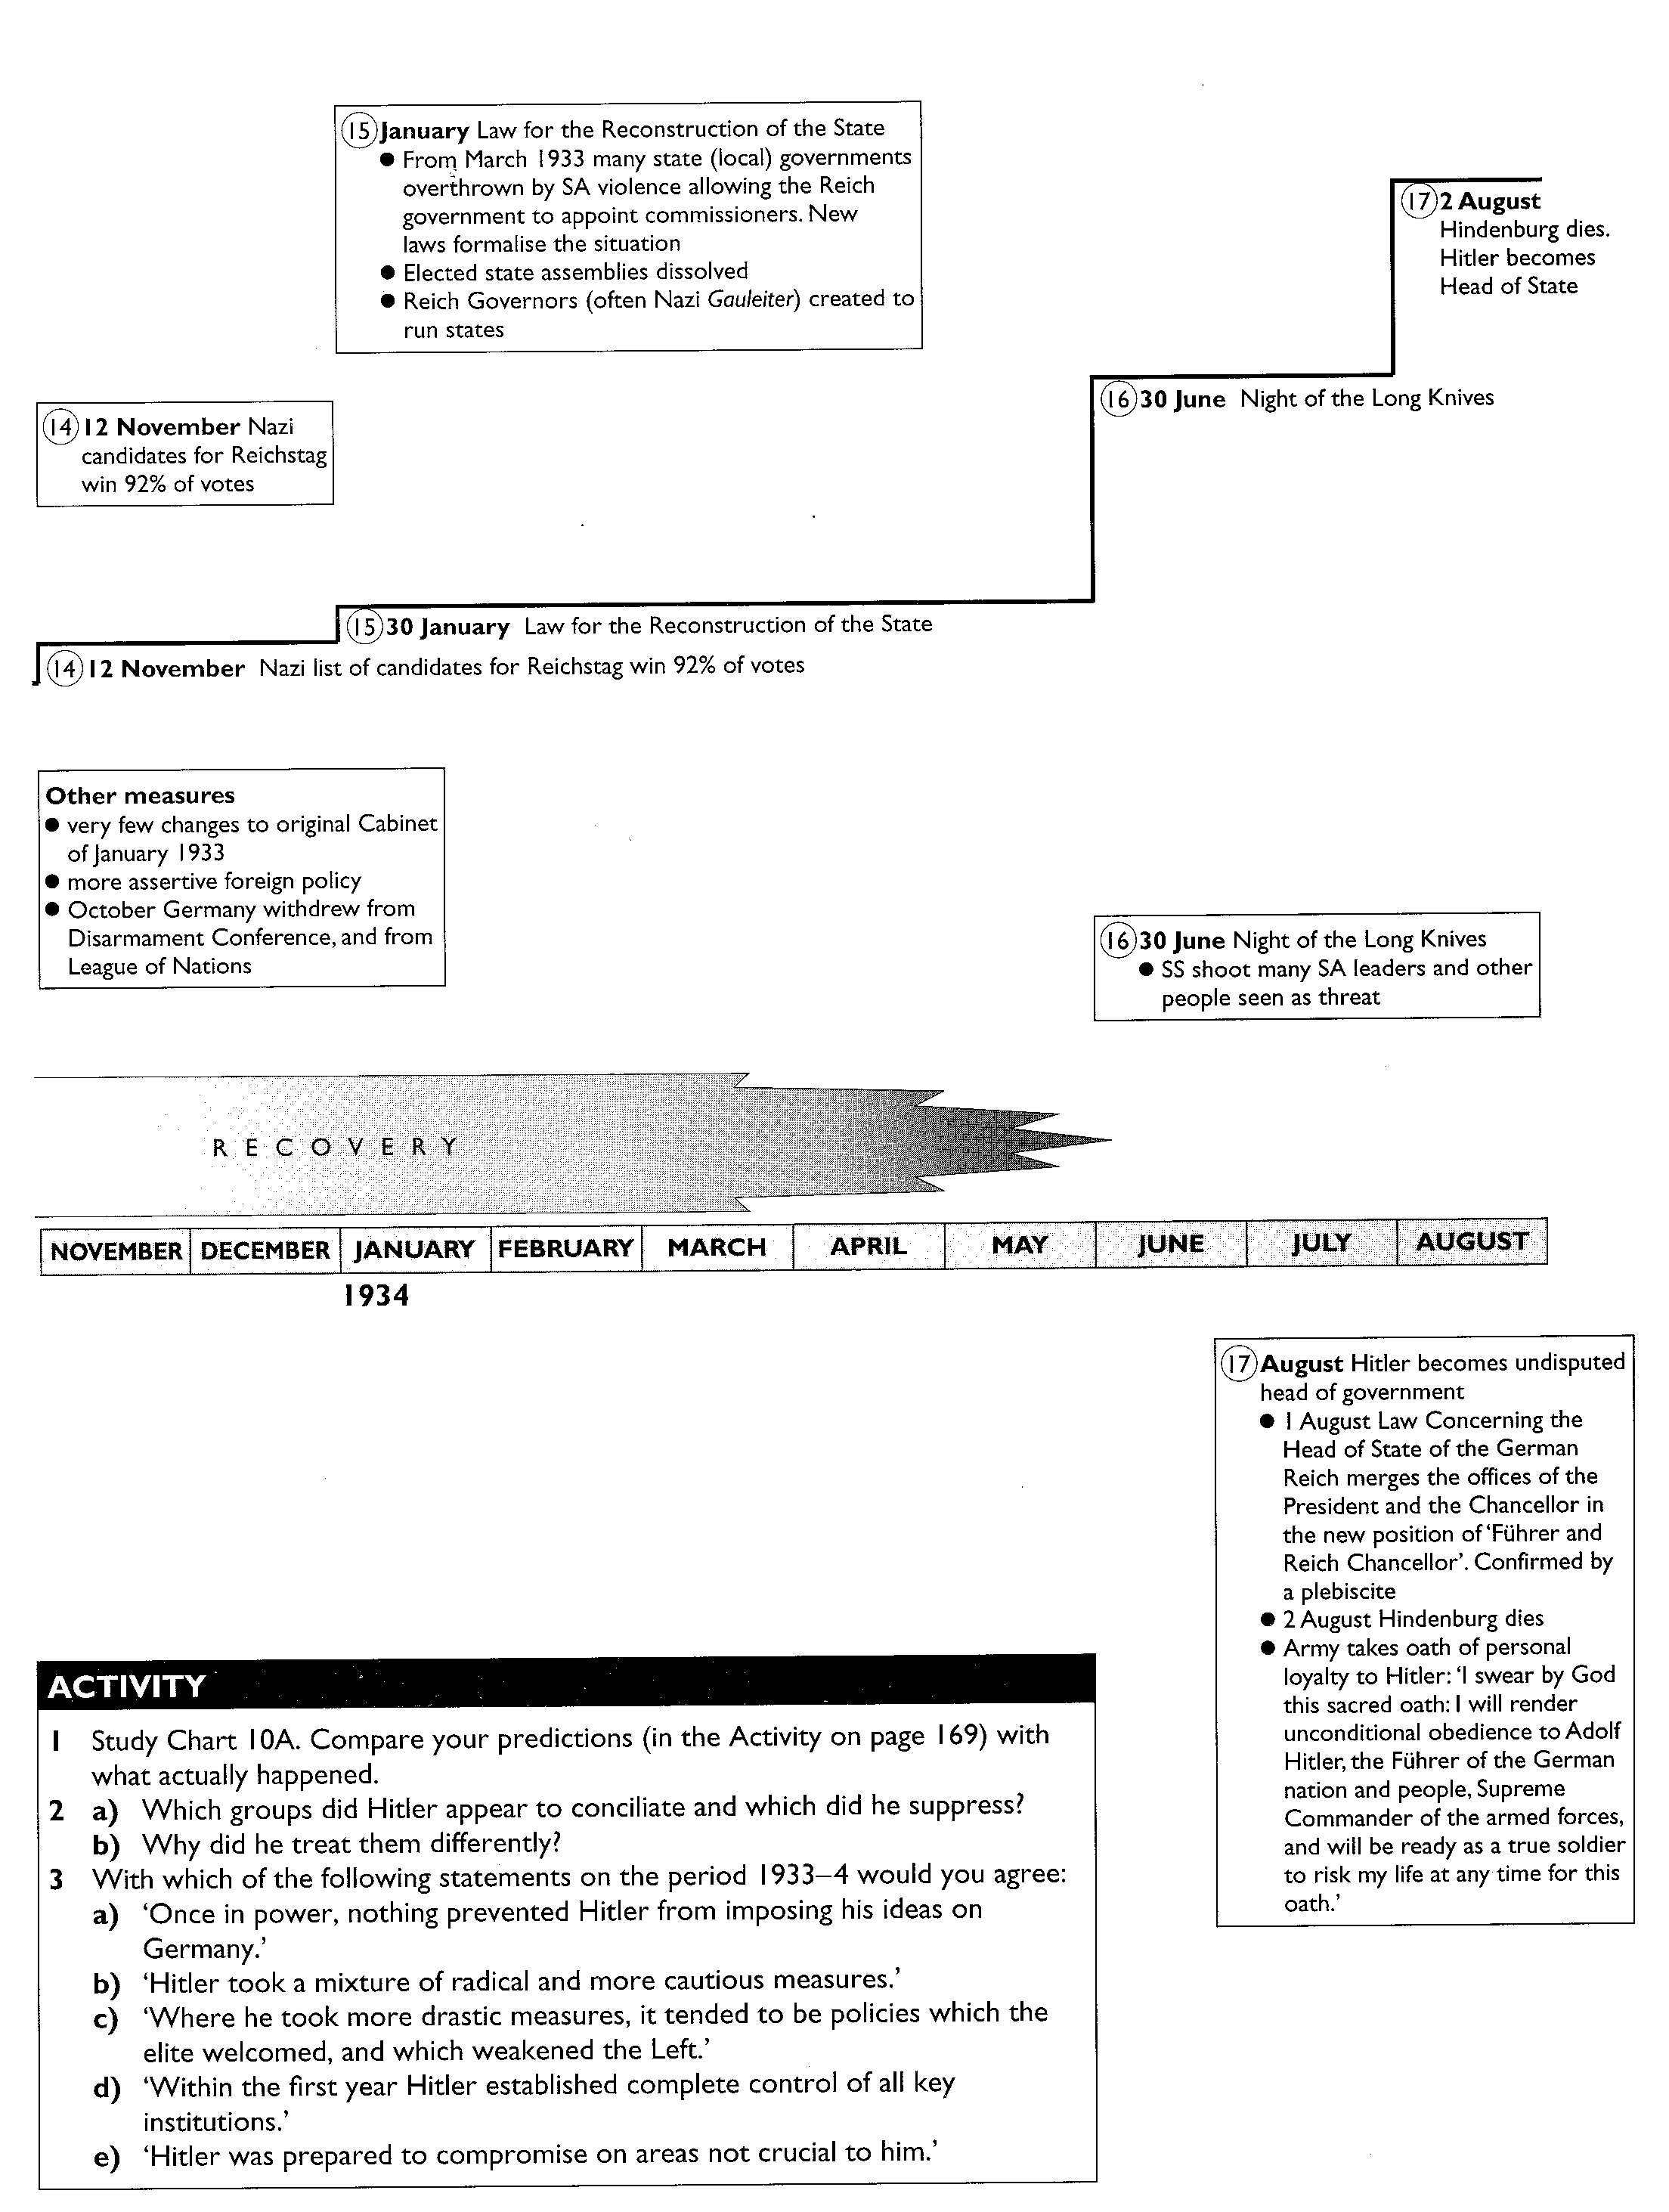 15 January Law for the Reconstruction of the State
● From March 1933 many state (local) governments
overthrown by SA violence allowing the Reich
government to appoint commissioners. New
laws formalise the situation
● Elected state assemblies dissolved
● Reich Governors (often Nazi Gauleiter) created to
run states
17 2 August
Hindenburg dies.
Hitler becomes
Head of State
16 30 June Night of the Long Knives
14 12 November Nazi
candidates for Reichstag
win 92% of votes
15 30 January Law for the Reconstruction of the State
14 12 November Nazi list of candidates for Reichstag win 92% of votes
Other measures
● very few changes to original Cabinet
of January 1933
● more assertive foreign policy
● October Germany withdrew from
Disarmament Conference, and from
League of Nations
16 30 June Night of the Long Knives
● SS shoot many SA leaders and other
people seen as threat
RECOVERY
NOVEMBER DECEMBER JANUARY FEBRUARY MARCH APRIL MAY JUNE JULY AUGUST
1934
17 August Hitler becomes undisputed
head of government
● 1 August Law Concerning the
Head of State of the German
Reich merges the offices of the
President and the Chancellor in
the new position of 'Führer and
Reich Chancellor'. Confirmed by
a plebiscite
● 2 August Hindenburg dies
● Army takes oath of personal
loyalty to Hitler: 'I swear by God
this sacred oath: I will render
unconditional obedience to Adolf
Hitler, the Führer of the German
nation and people, Supreme
Commander of the armed forces,
and will be ready as a true soldier
to risk my life at any time for this
oath.'
ACTIVITY
1 Study Chart 10A. Compare your predictions (in the Activity on page 169) with
what actually happened.
2 a) Which groups did Hitler appear to conciliate and which did he suppress?
b) Why did he treat them differently?
3 With which of the following statements on the period 1933–4 would you agree:
a) 'Once in power, nothing prevented Hitler from imposing his ideas on
Germany.'
b) 'Hitler took a mixture of radical and more cautious measures.'
c) 'Where he took more drastic measures, it tended to be policies which the
elite welcomed, and which weakened the Left.'
d) 'Within the first year Hitler established complete control of all key
institutions.'
e) 'Hitler was prepared to compromise on areas not crucial to him.'